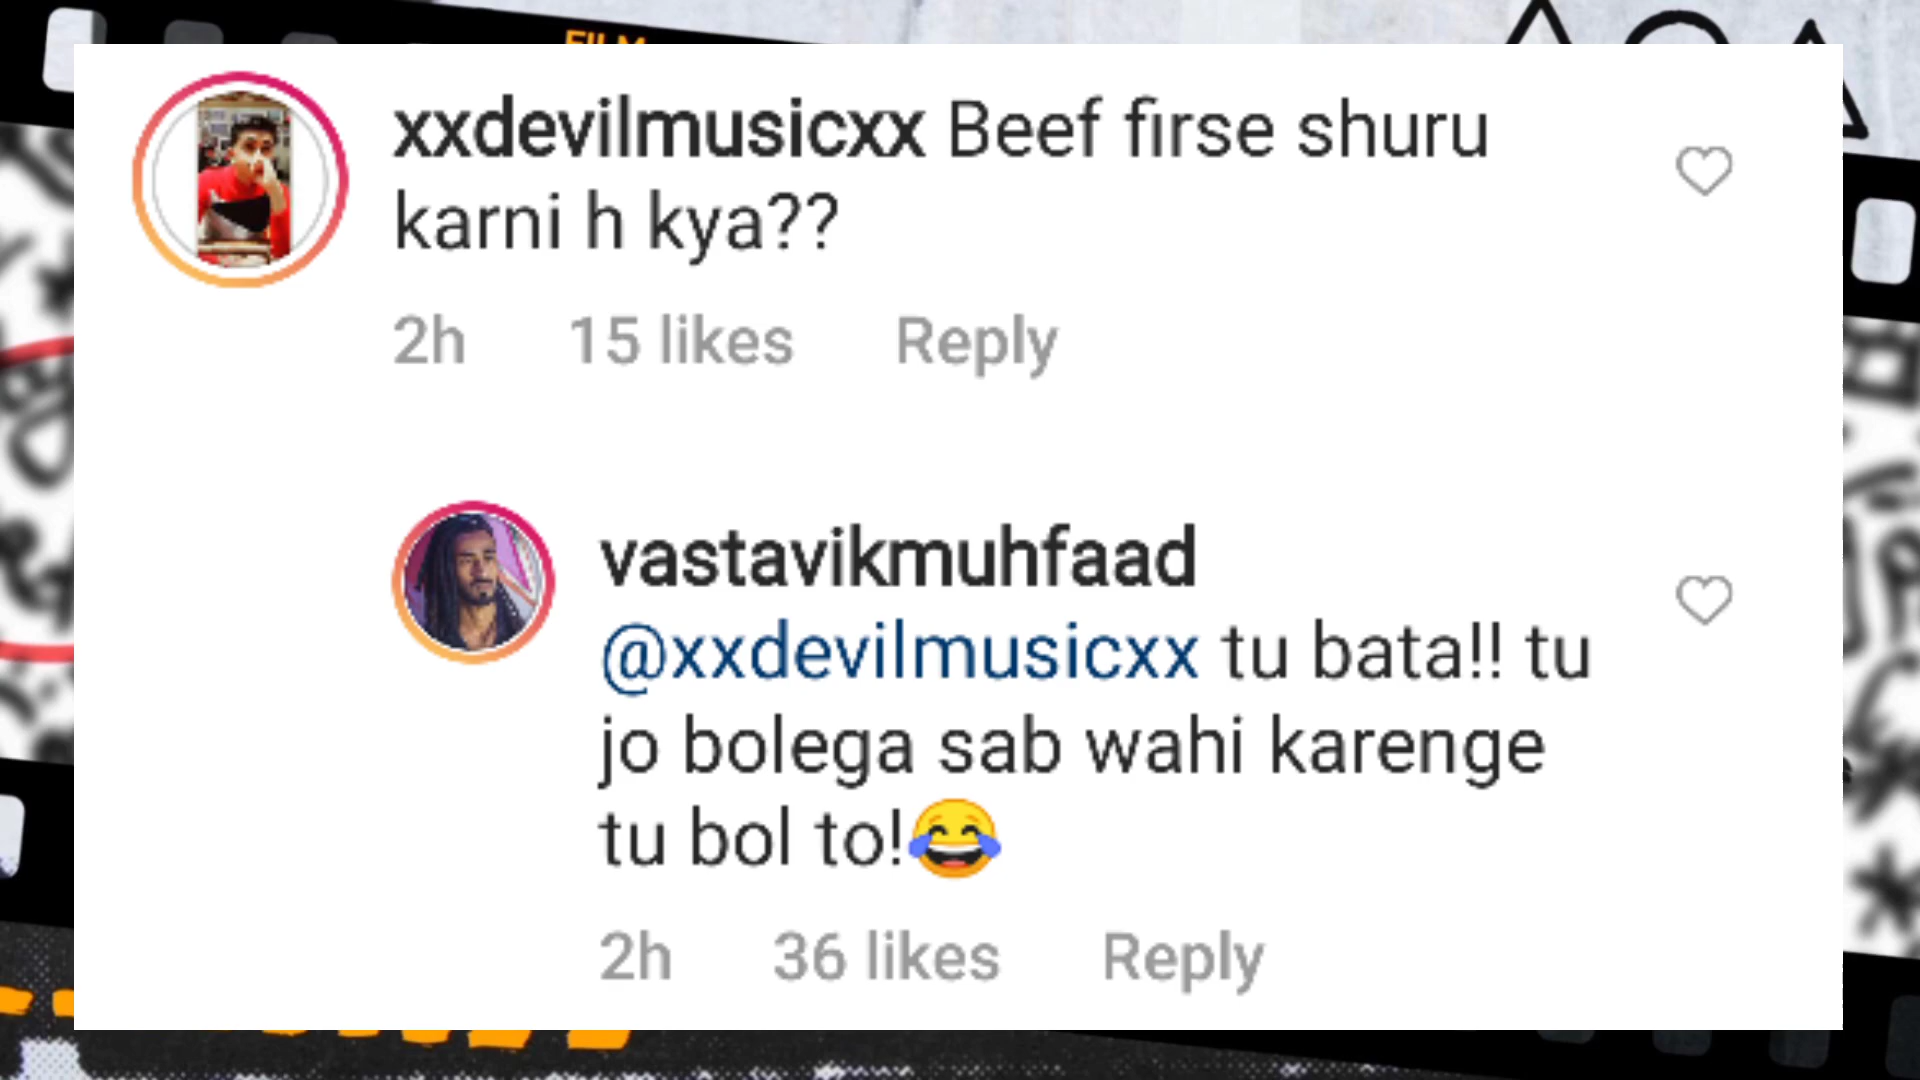 FILM
xxdevilmusicxx Beef firse shuru
karni h kya??
2h 15 likes Reply
vastavikmuhfaad
@xxdevilmusicxx tu bata!! tu
jo bolega sab wahi karenge
tu bol to!😂
2h 36 likes Reply